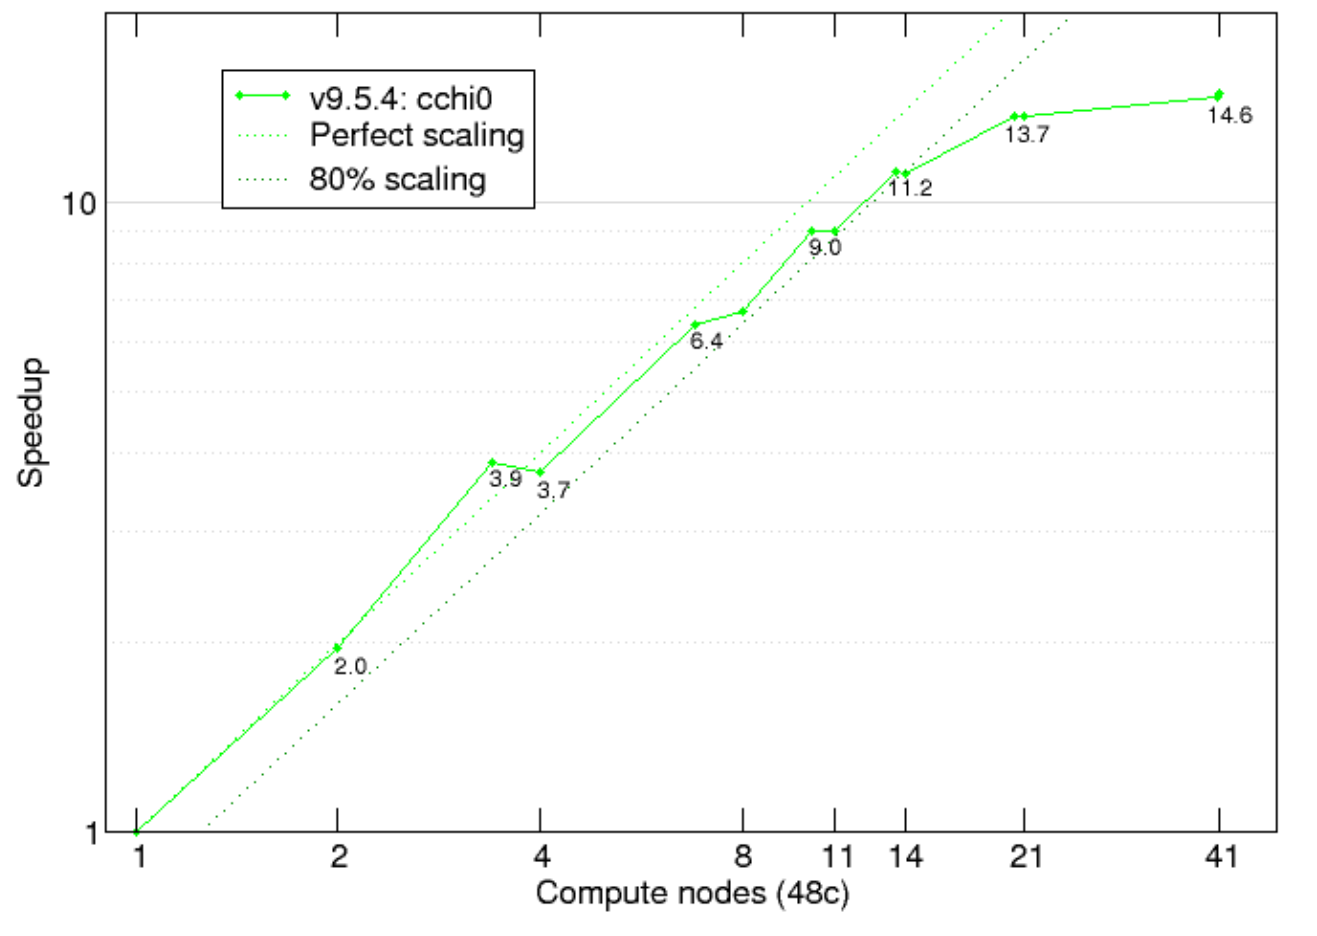 v9.5.4: cchi0
Perfect scaling
80% scaling
10
1
Speedup
14.6
13.7
11.2
9.0
6.4
3.9
3.7
2.0
1 2 4 8 11 14 21 41
Compute nodes (48c)